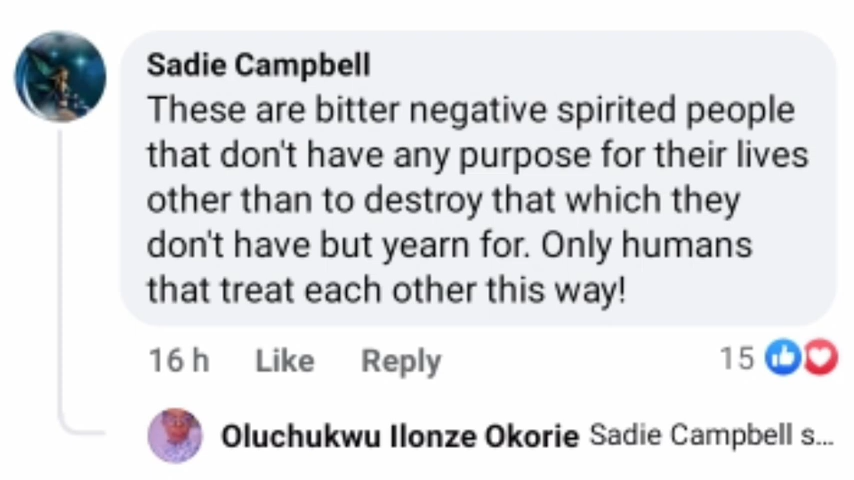 Sadie Campbell
These are bitter negative spirited people
that don't have any purpose for their lives
other than to destroy that which they
don't have but yearn for. Only humans
that treat each other this way!
16 h Like Reply 15
Oluchukwu Ilonze Okorie Sadie Campbell s...